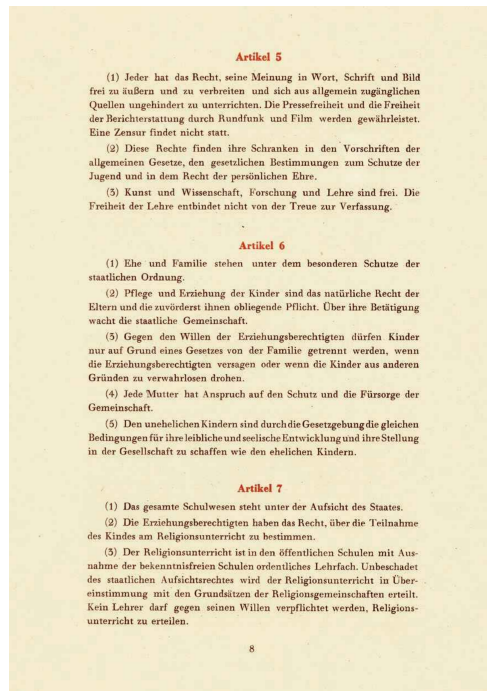 Artikel 5
(1) Jeder hat das Recht, seine Meinung in Wort, Schrift und Bild
frei zu äußern und zu verbreiten und sich aus allgemein zugänglichen
Quellen ungehindert zu unterrichten. Die Pressefreiheit und die Freiheit
der Berichterstattung durch Rundfunk und Film werden gewährleistet.
Eine Zensur findet nicht statt.
(2) Diese Rechte finden ihre Schranken in den Vorschriften der
allgemeinen Gesetze, den gesetzlichen Bestimmungen zum Schutze der
Jugend und in dem Recht der persönlichen Ehre.
(3) Kunst und Wissenschaft, Forschung und Lehre sind frei. Die
Freiheit der Lehre entbindet nicht von der Treue zur Verfassung.
Artikel 6
(1) Ehe und Familie stehen unter dem besonderen Schutze der
staatlichen Ordnung.
(2) Pflege und Erziehung der Kinder sind das natürliche Recht der
Eltern und die zuvörderst ihnen obliegende Pflicht. Über ihre Betätigung
wacht die staatliche Gemeinschaft.
(3) Gegen den Willen der Erziehungsberechtigten dürfen Kinder
nur auf Grund eines Gesetzes von der Familie getrennt werden, wenn
die Erziehungsberechtigten versagen oder wenn die Kinder aus anderen
Gründen zu verwahrlosen drohen.
(4) Jede Mutter hat Anspruch auf den Schutz und die Fürsorge der
Gemeinschaft.
(5) Den unehelichen Kindern sind durch die Gesetzgebung die gleichen
Bedingungen für ihre leibliche und seelische Entwicklung und ihre Stellung
in der Gesellschaft zu schaffen wie den ehelichen Kindern.
Artikel 7
(1) Das gesamte Schulwesen steht unter der Aufsicht des Staates.
(2) Die Erziehungsberechtigten haben das Recht, über die Teilnahme
des Kindes am Religionsunterricht zu bestimmen.
(3) Der Religionsunterricht ist in den öffentlichen Schulen mit Aus-
nahme der bekenntnisfreien Schulen ordentliches Lehrfach. Unbeschadet
des staatlichen Aufsichtsrechtes wird der Religionsunterricht in Über-
einstimmung mit den Grundsätzen der Religionsgemeinschaften erteilt.
Kein Lehrer darf gegen seinen Willen verpflichtet werden, Religions-
unterricht zu erteilen.
8